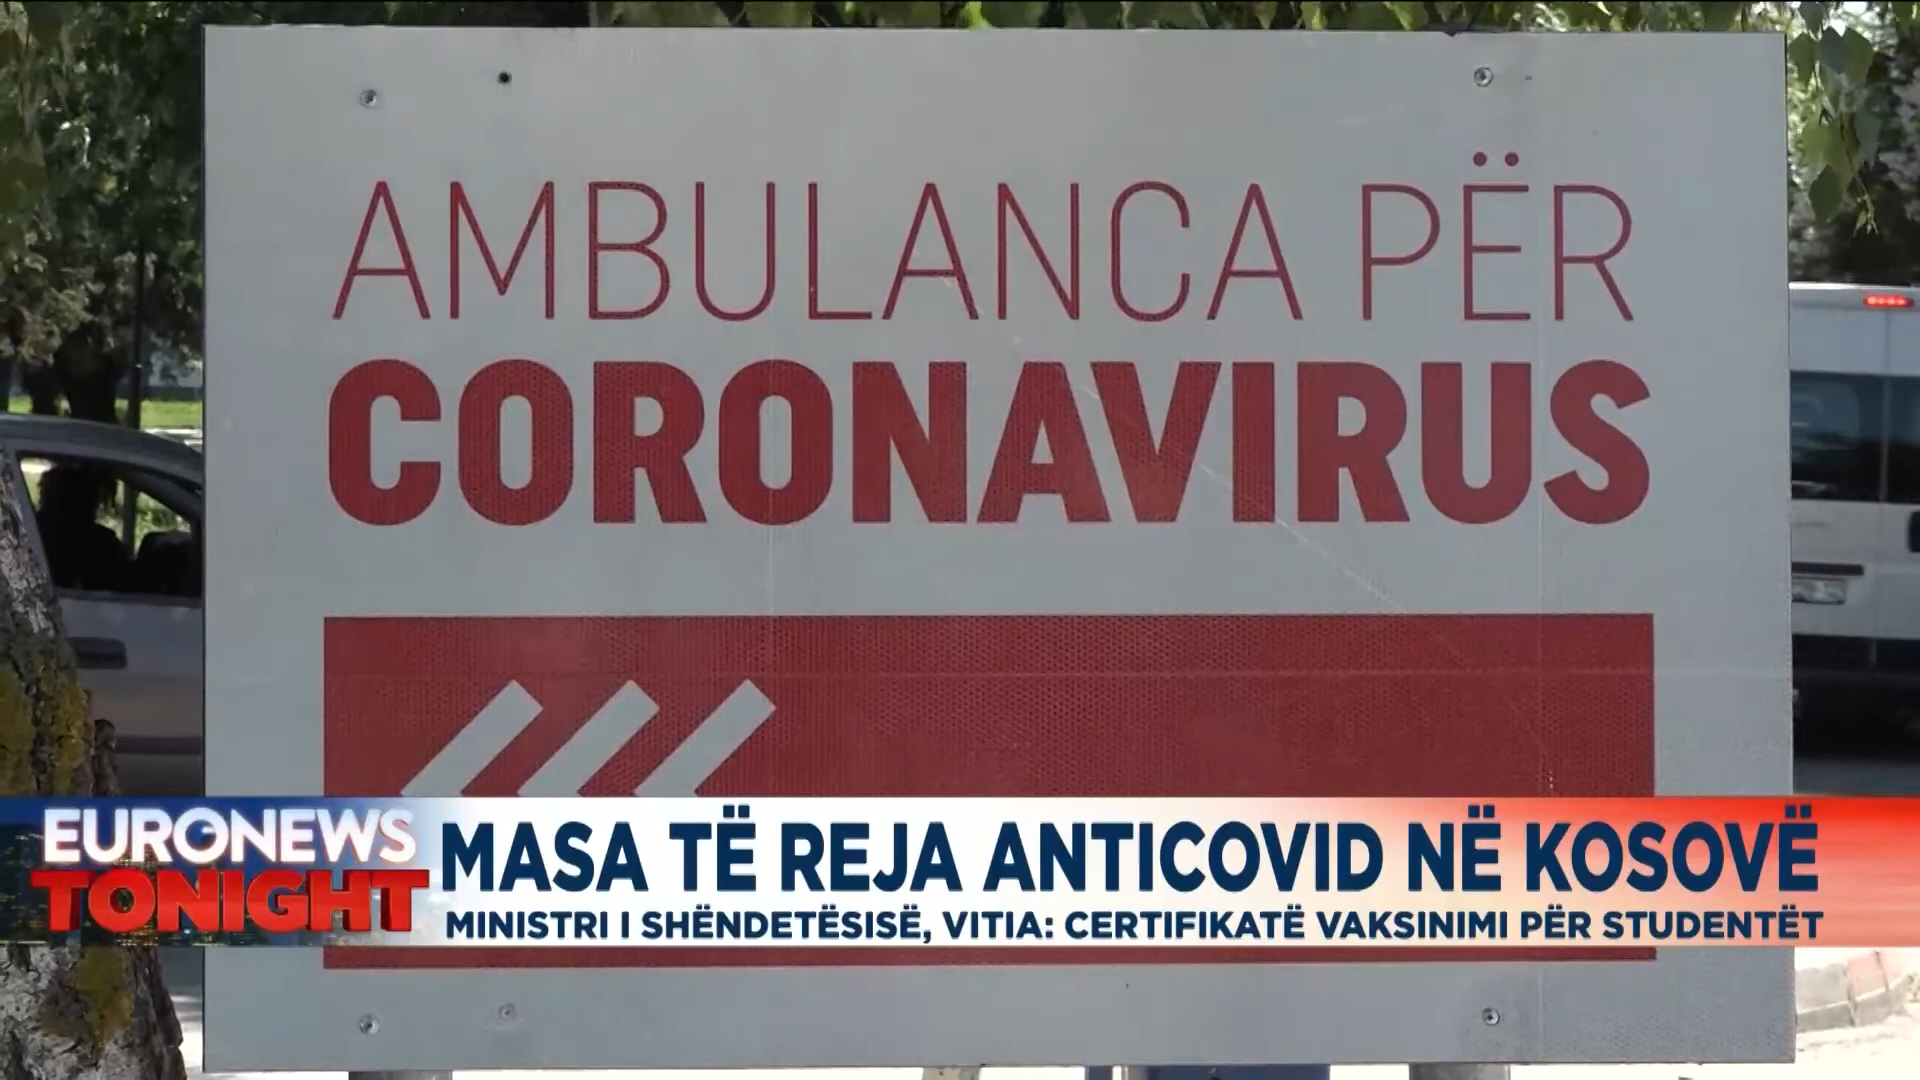 AMBULANCA PËR
CORONAVIRUS
EURONEWS
TONIGHT
MASA TË REJA ANTICOVID NË KOSOVË
MINISTRI I SHËNDETËSISË, VITIA: CERTIFIKATË VAKSINIMI PËR STUDENTËT